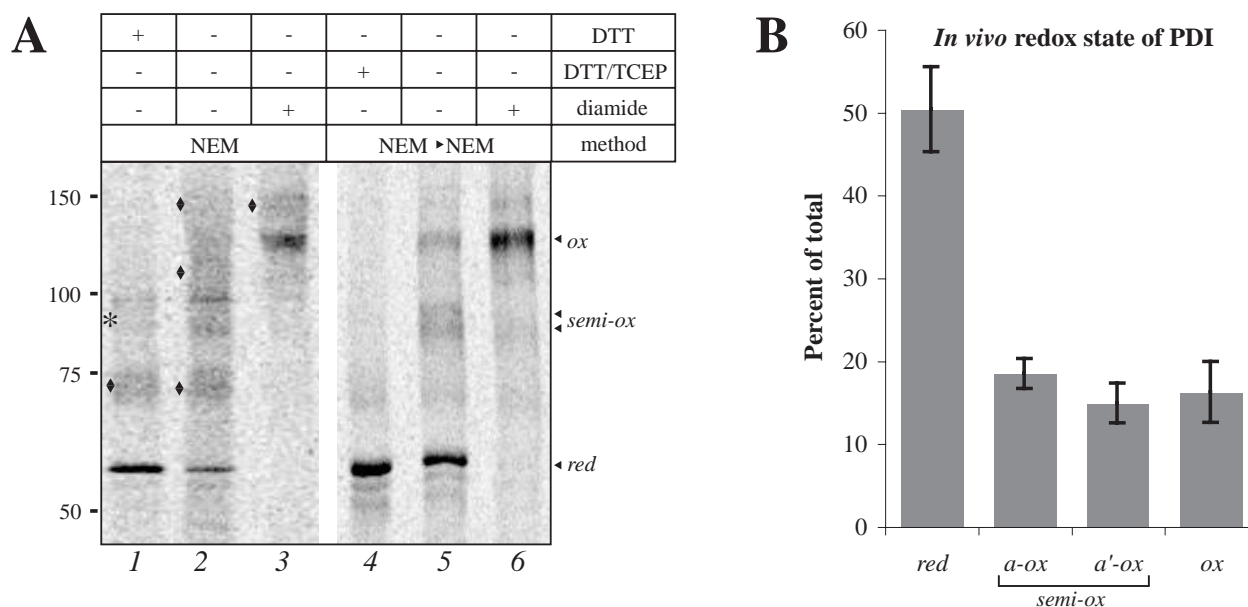 A
+ - - - - - DTT
- - - + - - DTT/TCEP
- - + - - + diamide
NEM NEM ▸NEM method
150
100
*
75
50
ox
semi-ox
red
1 2 3 4 5 6
B
In vivo redox state of PDI
Percent of total
60
50
40
30
20
10
0
red a-ox a'-ox ox
semi-ox